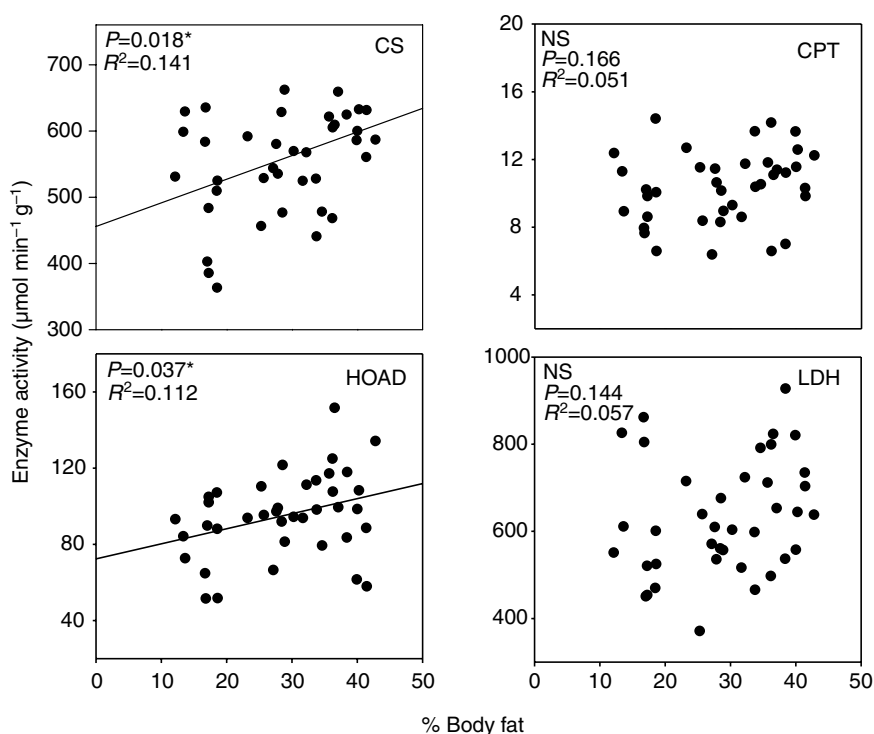 Enzyme activity (μmol min⁻¹ g⁻¹)
P=0.018*
R²=0.141
CS
700
600
500
400
300
NS
P=0.166
R²=0.051
CPT
20
16
12
8
4
P=0.037*
R²=0.112
HOAD
160
120
80
40
0 10 20 30 40 50
NS
P=0.144
R²=0.057
LDH
1000
800
600
400
0 10 20 30 40 50
% Body fat